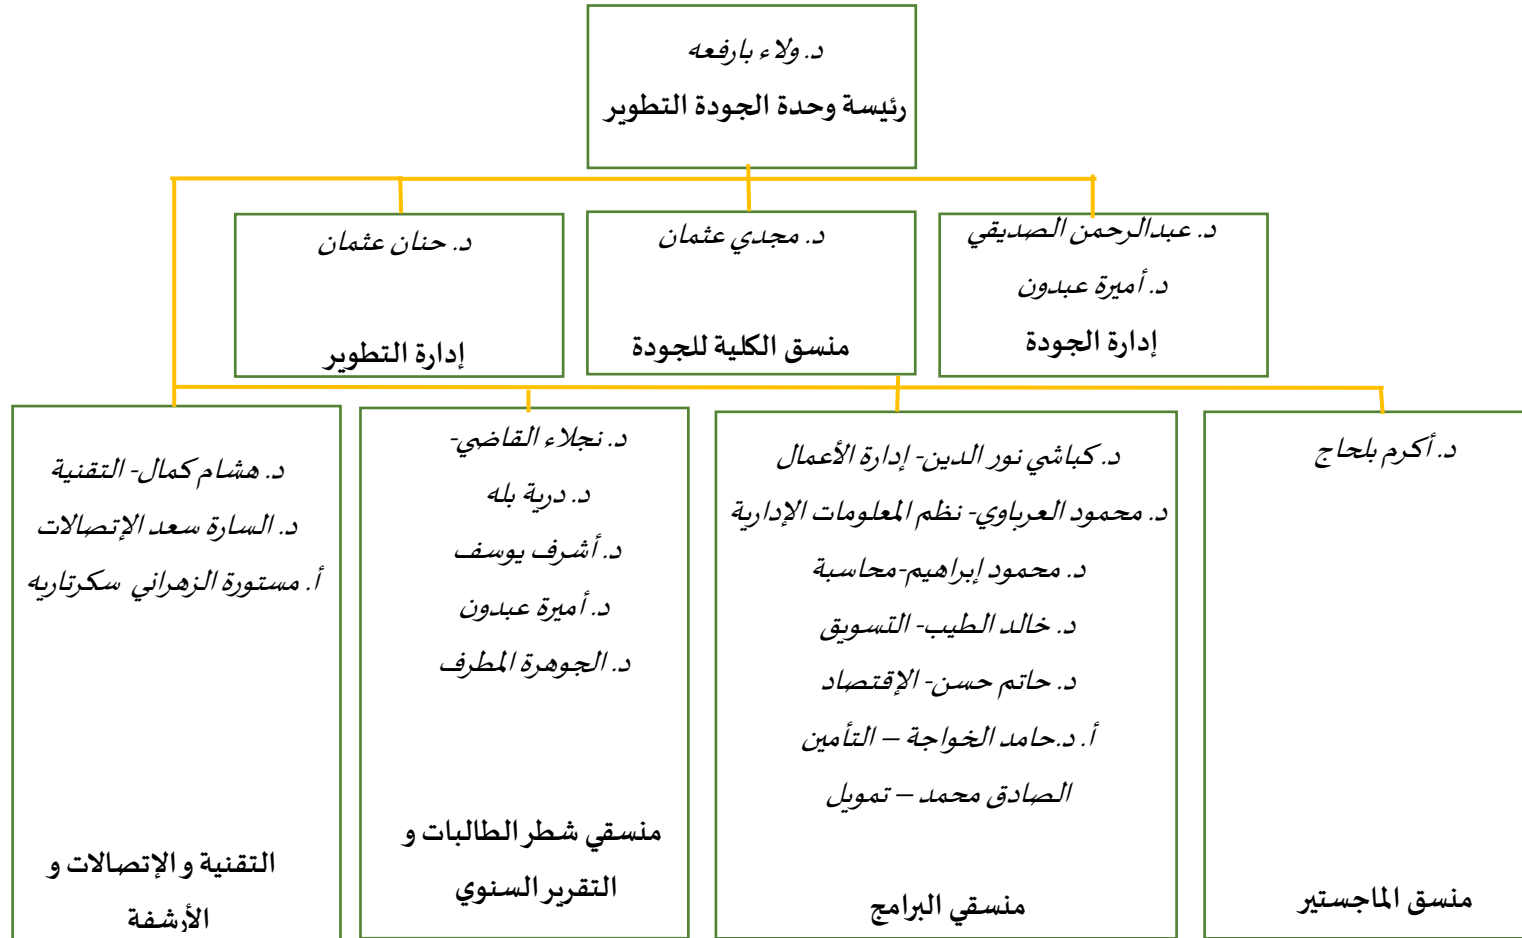 د. ولاء بارفعه
رئيسة وحدة الجودة التطوير
د. عبدالرحمن الصديقي
د. أميرة عبدون
إدارة الجودة
د. مجدي عثمان
منسق الكلية للجودة
د. حنان عثمان
إدارة التطوير
د. أكرم بلحاج
منسق الماجستير
د. كباشي نور الدين- إدارة الأعمال
د. محمود العرباوي- نظم المعلومات الإدارية
د. محمود إبراهيم-محاسبة
د. خالد الطيب- التسويق
د. حاتم حسن- الإقتصاد
أ. د.حامد الخواجة – التأمين
الصادق محمد – تمويل
منسقي البرامج
د. نجلاء القاضي-
د. درية بله
د. أشرف يوسف
د. أميرة عبدون
د. الجوهرة المطرف
منسقي شطر الطالبات و
التقرير السنوي
د. هشام كمال- التقنية
د. السارة سعد الإتصالات
أ. مستورة الزهراني سكرتاريه
التقنية و الإتصالات و
الأرشفة